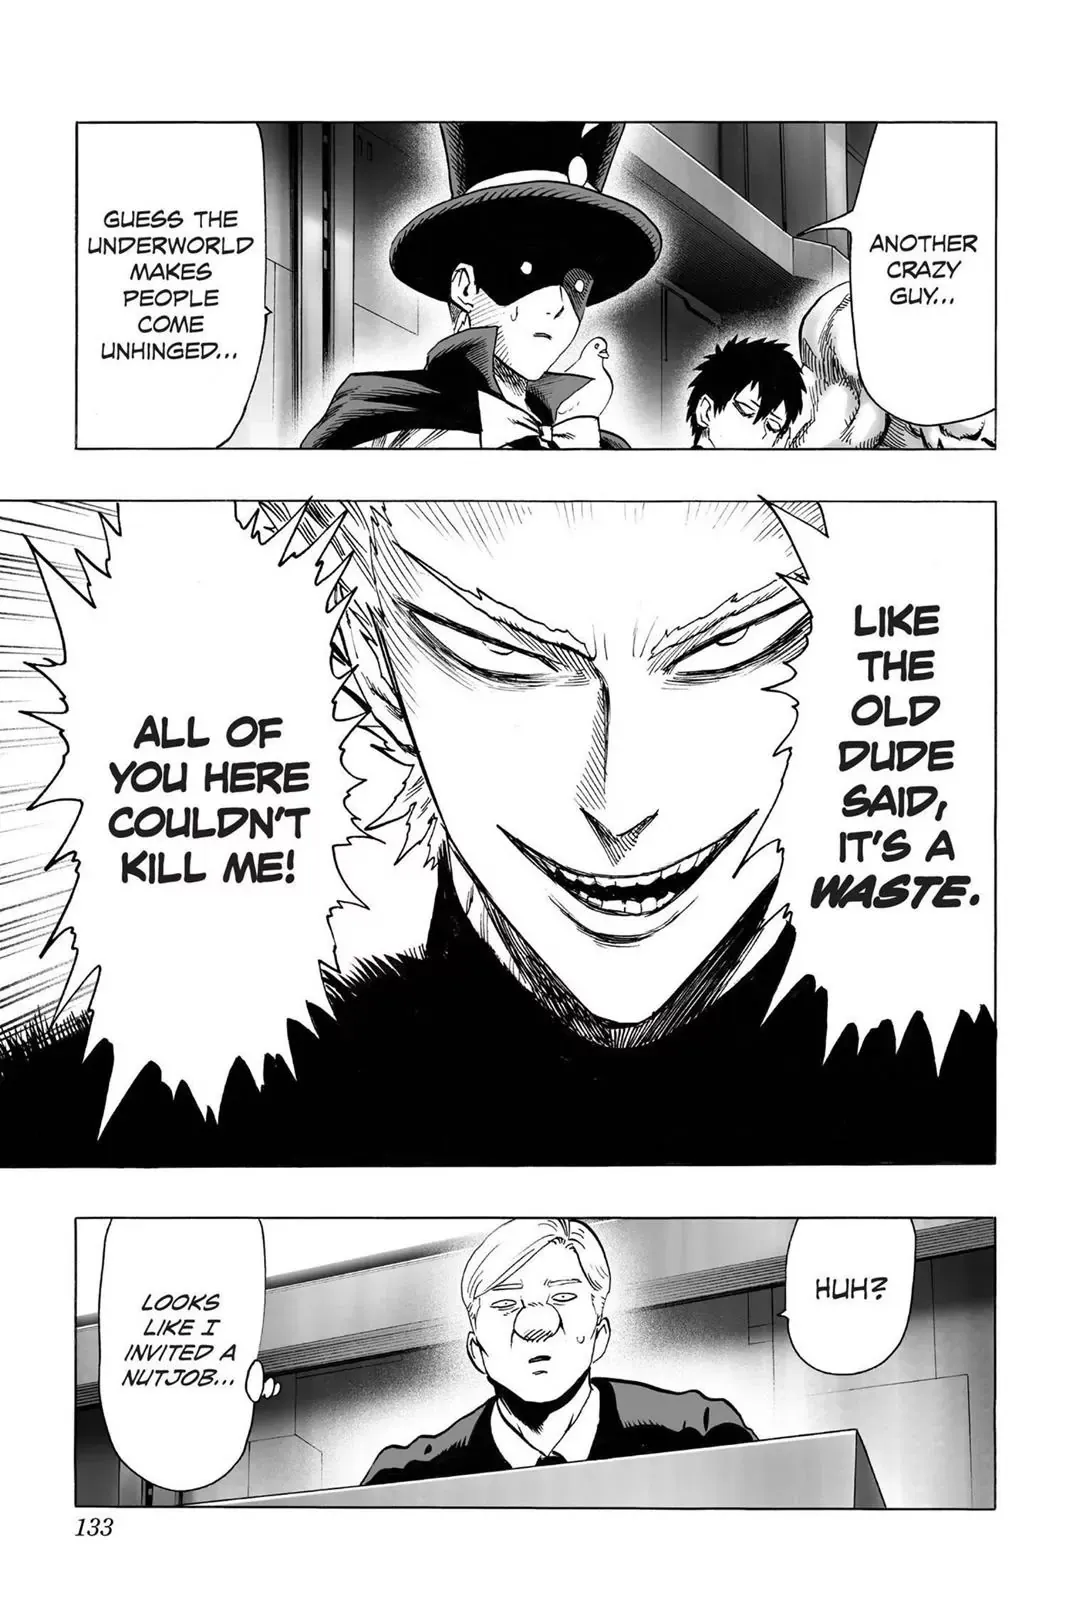 ANOTHER
CRAZY
GUY...
GUESS THE
UNDERWORLD
MAKES
PEOPLE
COME
UNHINGED...
LIKE
THE
OLD
DUDE
SAID,
IT'S A
WASTE.
ALL OF
YOU HERE
COULDN'T
KILL ME!
HUH?
LOOKS
LIKE I
INVITED A
NUTJOB...
133